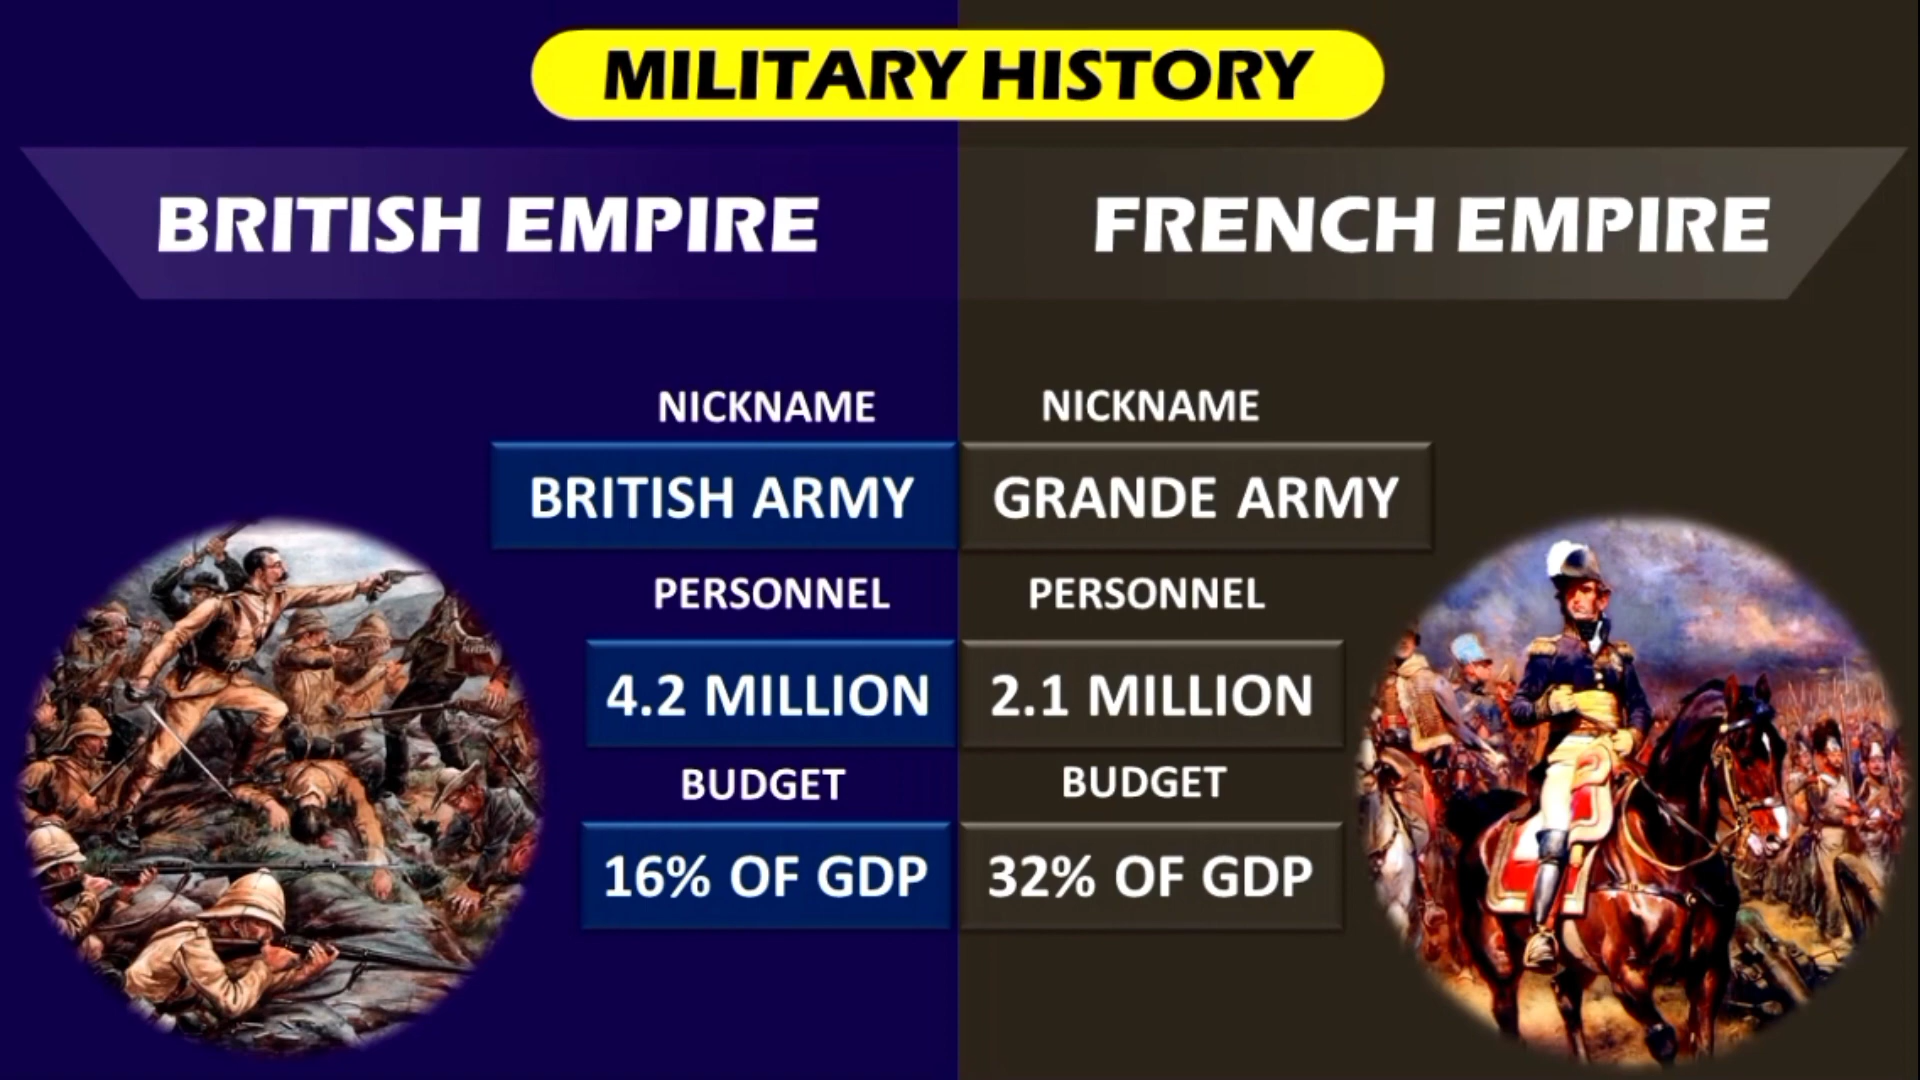 MILITARY HISTORY
BRITISH EMPIRE
FRENCH EMPIRE
NICKNAME
NICKNAME
BRITISH ARMY
GRANDE ARMY
PERSONNEL
PERSONNEL
4.2 MILLION
2.1 MILLION
BUDGET
BUDGET
16% OF GDP
32% OF GDP